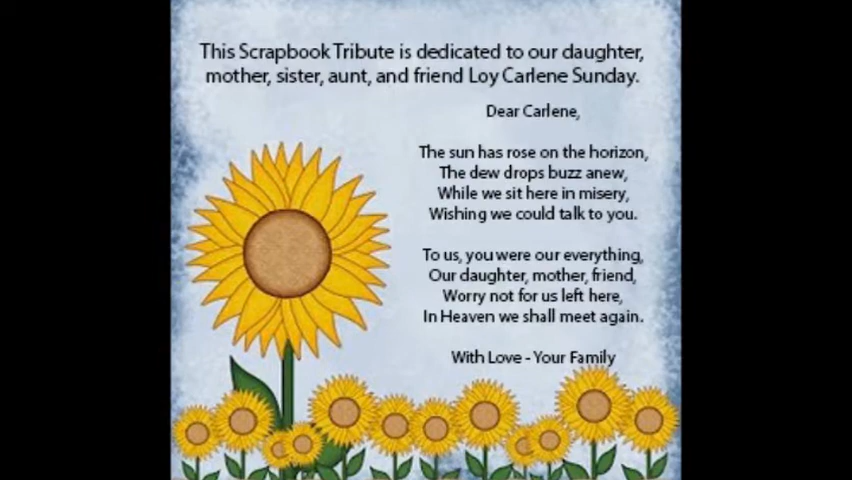 This Scrapbook Tribute is dedicated to our daughter,
mother, sister, aunt, and friend Loy Carlene Sunday.
Dear Carlene,
The sun has rose on the horizon,
The dew drops buzz anew,
While we sit here in misery,
Wishing we could talk to you.
To us, you were our everything,
Our daughter, mother, friend,
Worry not for us left here,
In Heaven we shall meet again.
With Love - Your Family